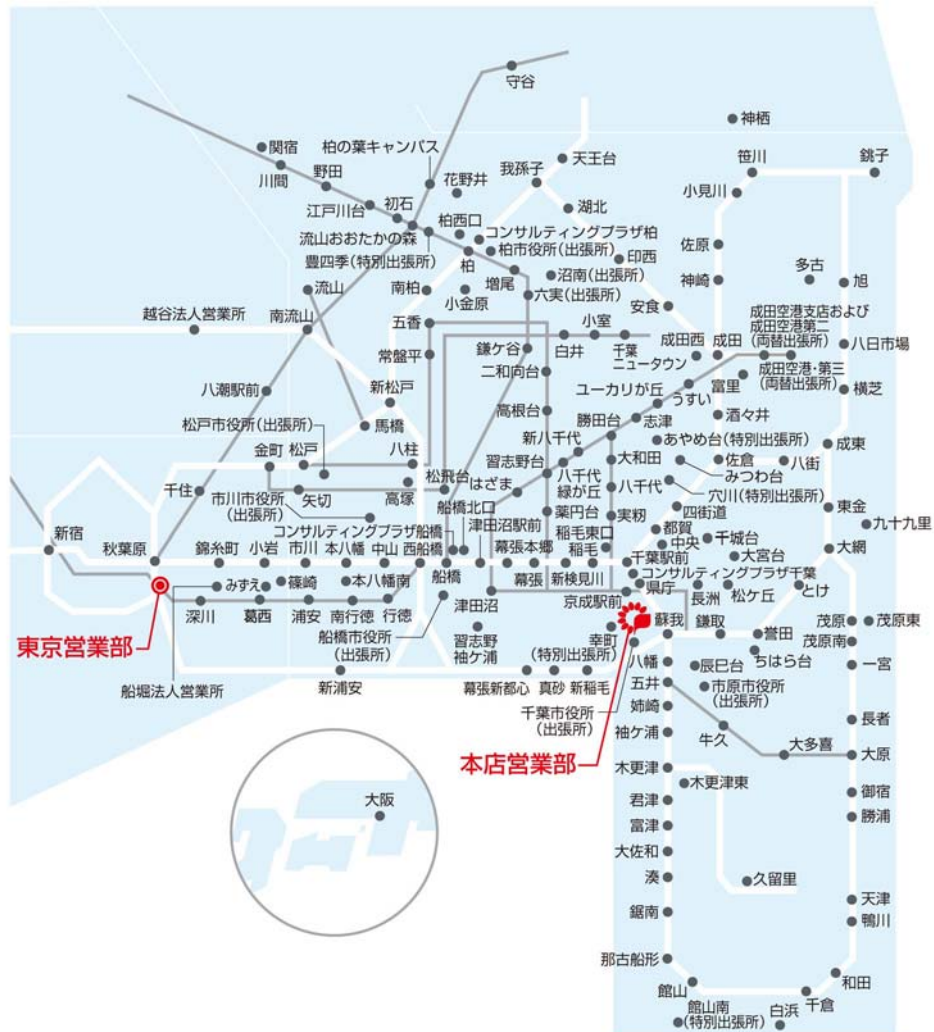 守谷
神栖
関宿
柏の葉キャンパス
川間
野田
花野井
我孫子
天王台
笹川
銚子
小見川
江戸川台
初石
柏西口
湖北
流山おおたかの森
コンサルティングプラザ柏
柏市役所(出張所)
豊四季(特別出張所)
柏
印西
佐原
増尾
沼南(出張所)
神崎
多古
旭
流山
南柏
小金原
六実(出張所)
安食
越谷法人営業所
南流山
五香
小室
成田空港支店および
成田空港第二
(両替出張所)
常盤平
鎌ケ谷
白井
千葉
ニュータウン
成田西
成田
八日市場
二和向台
成田空港・第三
(両替出張所)
八潮駅前
新松戸
ユーカリが丘
うすい
富里
横芝
高根台
勝田台
志津
酒々井
松戸市役所(出張所)
馬橋
新八千代
あやめ台(特別出張所)
成東
金町
松戸
八柱
習志野台
大和田
佐倉
八街
松飛台
はざま
八千代
緑が丘
みつわ台
千住
矢切
高塚
八千代
穴川(特別出張所)
市川市役所
(出張所)
船橋北口
薬円台
実籾
四街道
東金
コンサルティングプラザ船橋
津田沼駅前
稲毛東口
都賀
千城台
九十九里
新宿
秋葉原
錦糸町
小岩
市川
本八幡
中山
西船橋
船橋
幕張本郷
幕張
新検見川
稲毛
千葉駅前
中央
大宮台
大網
コンサルティングプラザ千葉
県庁
みずえ
篠崎
本八幡南
長洲
松ケ丘
とけ
東京営業部
深川
葛西
浦安
南行徳
行徳
津田沼
京成駅前
蘇我
鎌取
誉田
茂原
茂原東
船橋市役所
(出張所)
習志野
袖ケ浦
幸町
(特別出張所)
茂原南
ちはら台
船堀法人営業所
新浦安
幕張新都心
真砂
新稲毛
八幡
辰巳台
一宮
千葉市役所
(出張所)
五井
市原市役所
(出張所)
姉崎
長者
袖ケ浦
牛久
大多喜
大原
本店営業部
木更津
木更津東
御宿
大阪
君津
勝浦
富津
大佐和
湊
久留里
天津
鋸南
鴨川
那古船形
和田
館山
千倉
館山南
(特別出張所)
白浜